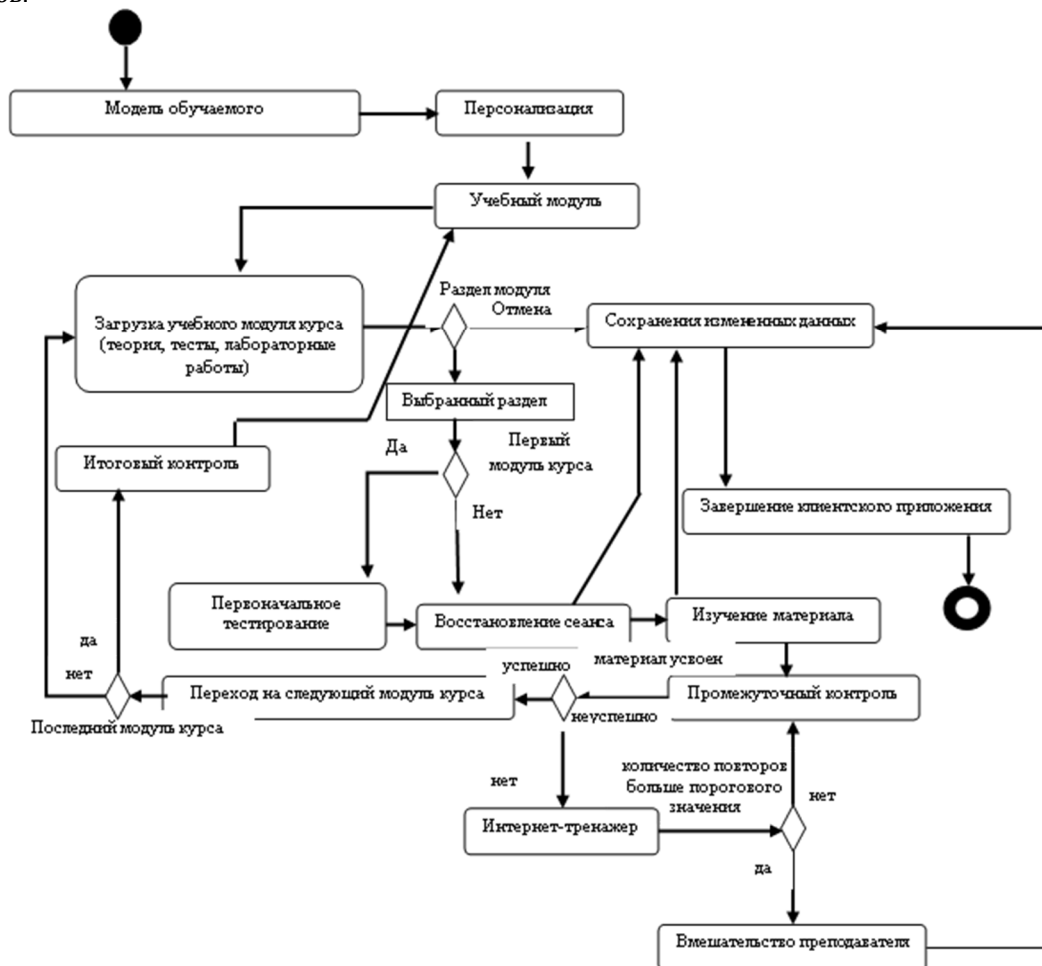 Модель обучаемого
Персонализация
Учебный модуль
Раздел модуля
Отмена
Загрузка учебного модуля курса
(теория, тесты, лабораторные
работы)
Сохранения измененных данных
Выбранный раздел
Да
Первый
модуль курса
Итоговый контроль
Нет
Завершение клиентского приложения
Первоначальное
тестирование
Восстановление сеанса
Изучение материала
да
нет
успешно
материал усвоен
Переход на следующий модуль курса
Промежуточный контроль
неуспешно
Последний модуль курса
нет
количество повторов
больше порогового
значения
нет
Интернет-тренажер
да
Вмешательство преподавателя